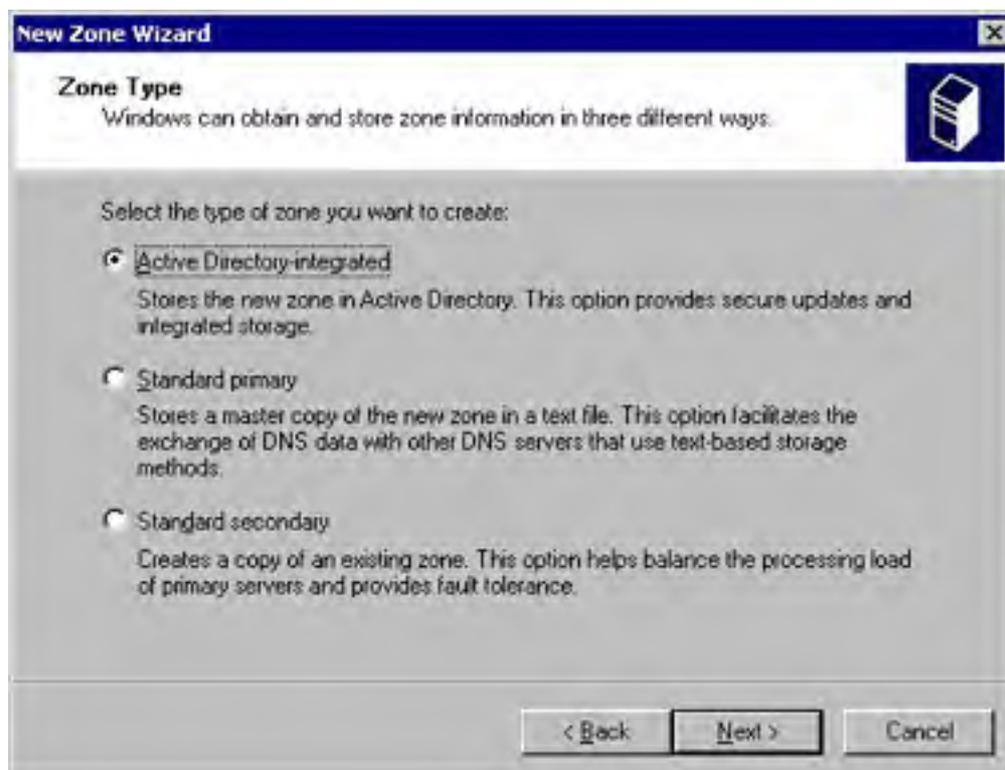 New Zone Wizard
Zone Type
Windows can obtain and store zone information in three different ways.
Select the type of zone you want to create:
Active Directory-integrated
Stores the new zone in Active Directory. This option provides secure updates and
integrated storage.
Standard primary
Stores a master copy of the new zone in a text file. This option facilitates the
exchange of DNS data with other DNS servers that use text-based storage
methods.
Standard secondary
Creates a copy of an existing zone. This option helps balance the processing load
of primary servers and provides fault tolerance.
< Back
Next >
Cancel